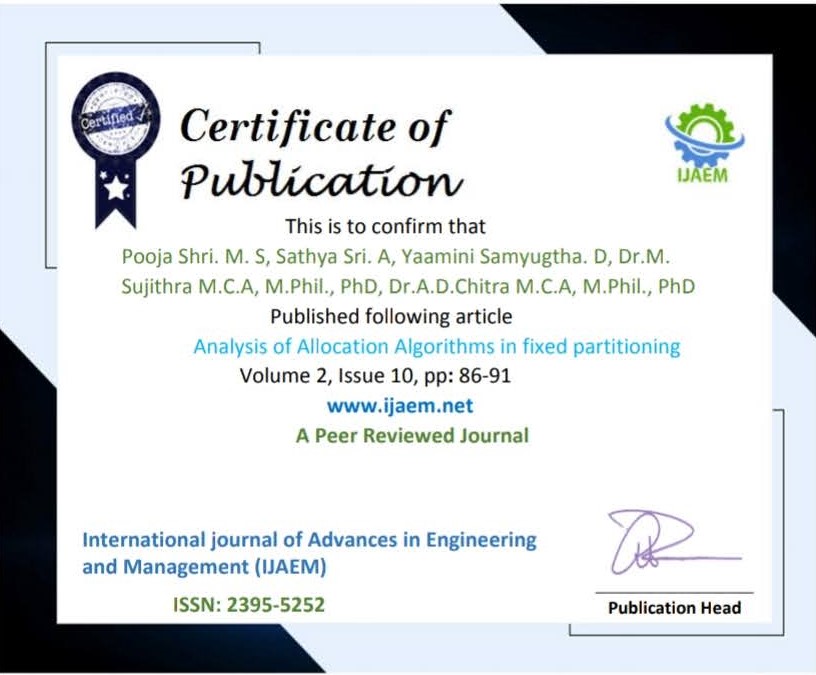 Certified
Certificate of
Publication
IJAEM
This is to confirm that
Pooja Shri. M. S, Sathya Sri. A, Yaamini Samyugtha. D, Dr.M.
Sujithra M.C.A, M.Phil., PhD, Dr.A.D.Chitra M.C.A, M.Phil., PhD
Published following article
Analysis of Allocation Algorithms in fixed partitioning
Volume 2, Issue 10, pp: 86-91
www.ijaem.net
A Peer Reviewed Journal
International journal of Advances in Engineering
and Management (IJAEM)
ISSN: 2395-5252
Publication Head